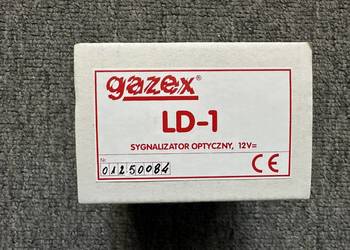 gazex®
LD-1
SYGNALIZATOR OPTYCZNY, 12V=
Nr
01250084
CE